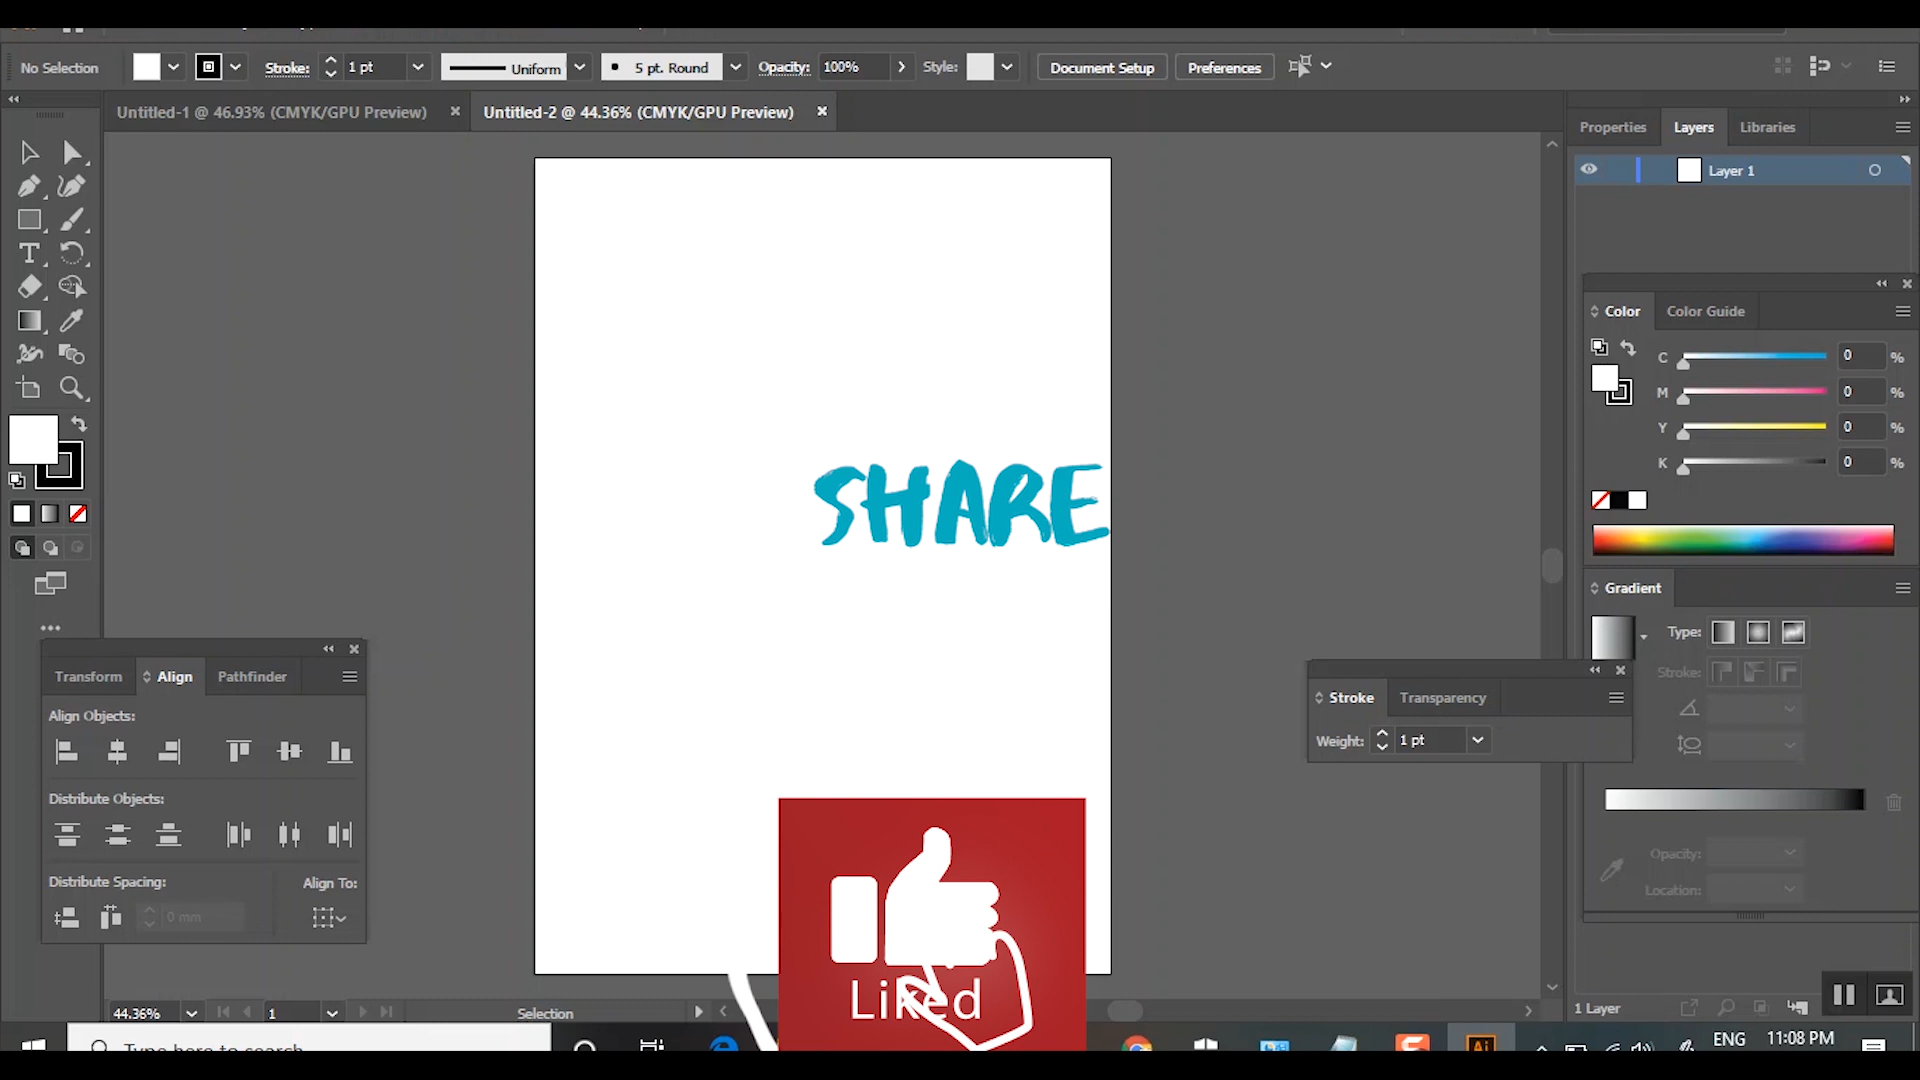 No Selection
Stroke:
1 pt
Uniform
5 pt. Round
Opacity:
100%
Style:
Document Setup
Preferences
Untitled-1 @ 46.93% (CMYK/GPU Preview)
Untitled-2 @ 44.36% (CMYK/GPU Preview)
Properties
Layers
Libraries
Layer 1
Color
Color Guide
C 0 %
M 0 %
Y 0 %
K 0 %
SHARE
Gradient
Type:
Stroke:
Transform
Align
Pathfinder
Align Objects:
Distribute Objects:
Distribute Spacing:
Align To:
0 mm
Stroke
Transparency
Weight:
1 pt
Opacity:
Location:
Liked
44.36%
1
Selection
1 Layer
Type here to search
Ai
ENG
11:08 PM